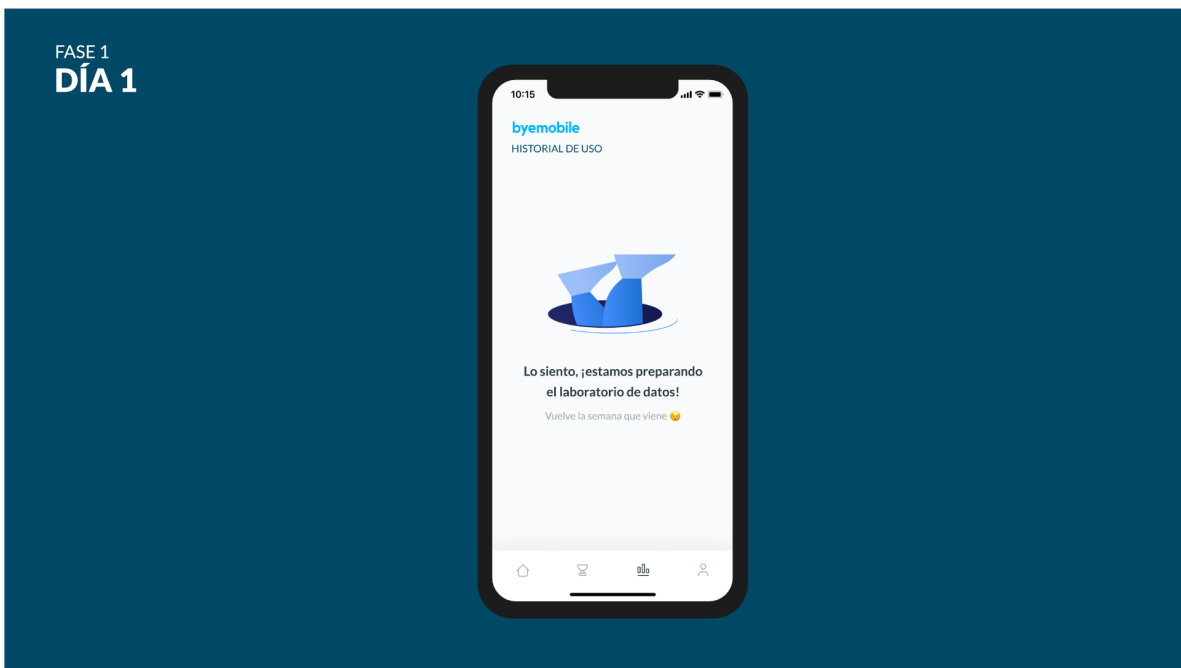 FASE 1
DÍA 1
10:15
byemobile
HISTORIAL DE USO
Lo siento, ¡estamos preparando
el laboratorio de datos!
Vuelve la semana que viene 😉